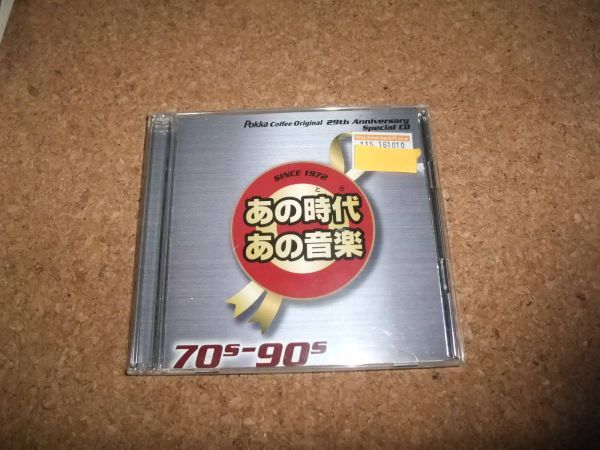 Pokka Coffee Original 29th Anniversary
Special CD
115 161010
SINCE 1972
とき
あの時代
あの音楽
70s-90s